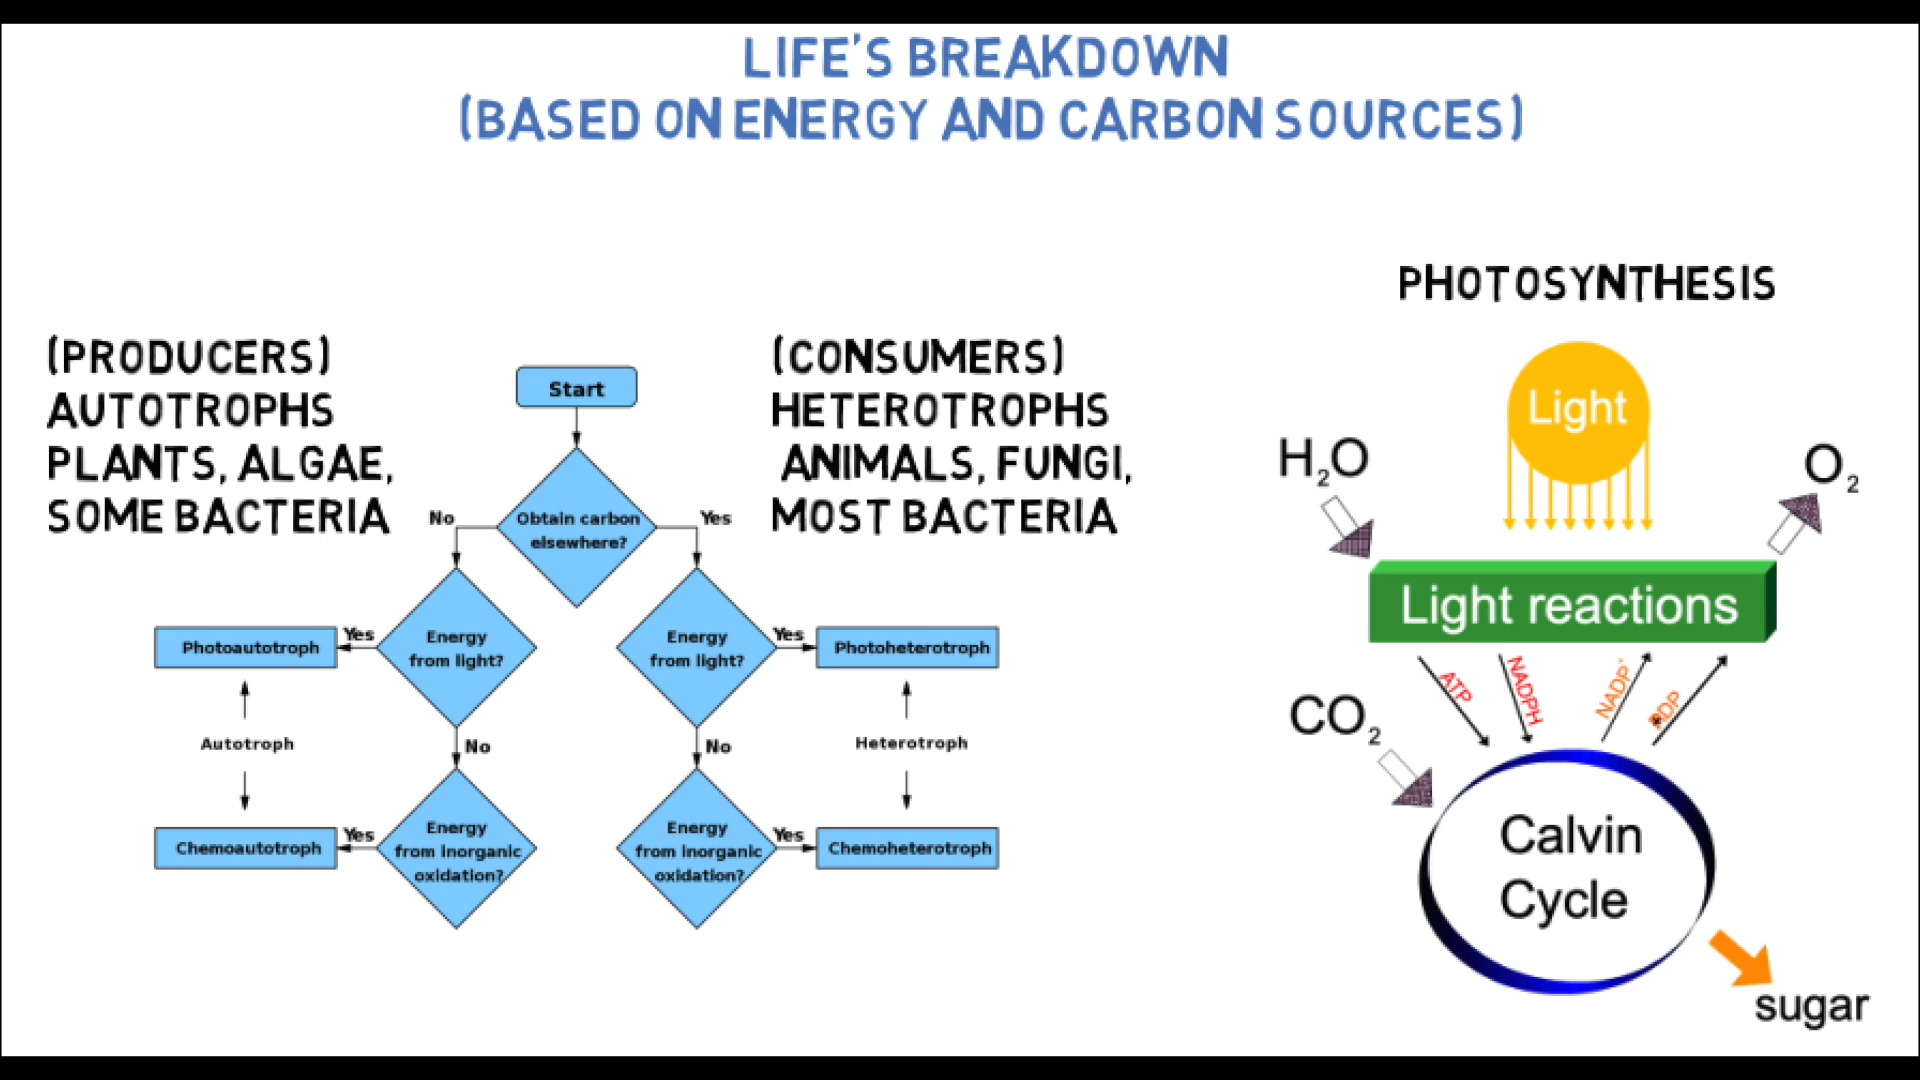 LIFE'S BREAKDOWN
(BASED ON ENERGY AND CARBON SOURCES)
(PRODUCERS)
AUTOTROPHS
PLANTS, ALGAE,
SOME BACTERIA
(CONSUMERS)
HETEROTROPHS
ANIMALS, FUNGI,
MOST BACTERIA
Start
Obtain carbon
elsewhere?
No
Yes
Energy
from light?
Yes
Photoautotroph
No
Autotroph
Energy
from inorganic
oxidation?
Yes
Chemoautotroph
Energy
from light?
Yes
Photoheterotroph
No
Heterotroph
Energy
from inorganic
oxidation?
Yes
Chemoheterotroph
PHOTOSYNTHESIS
Light
H₂O
O₂
Light reactions
ATP
NADPH
NADP⁺
CO₂
Calvin
Cycle
sugar